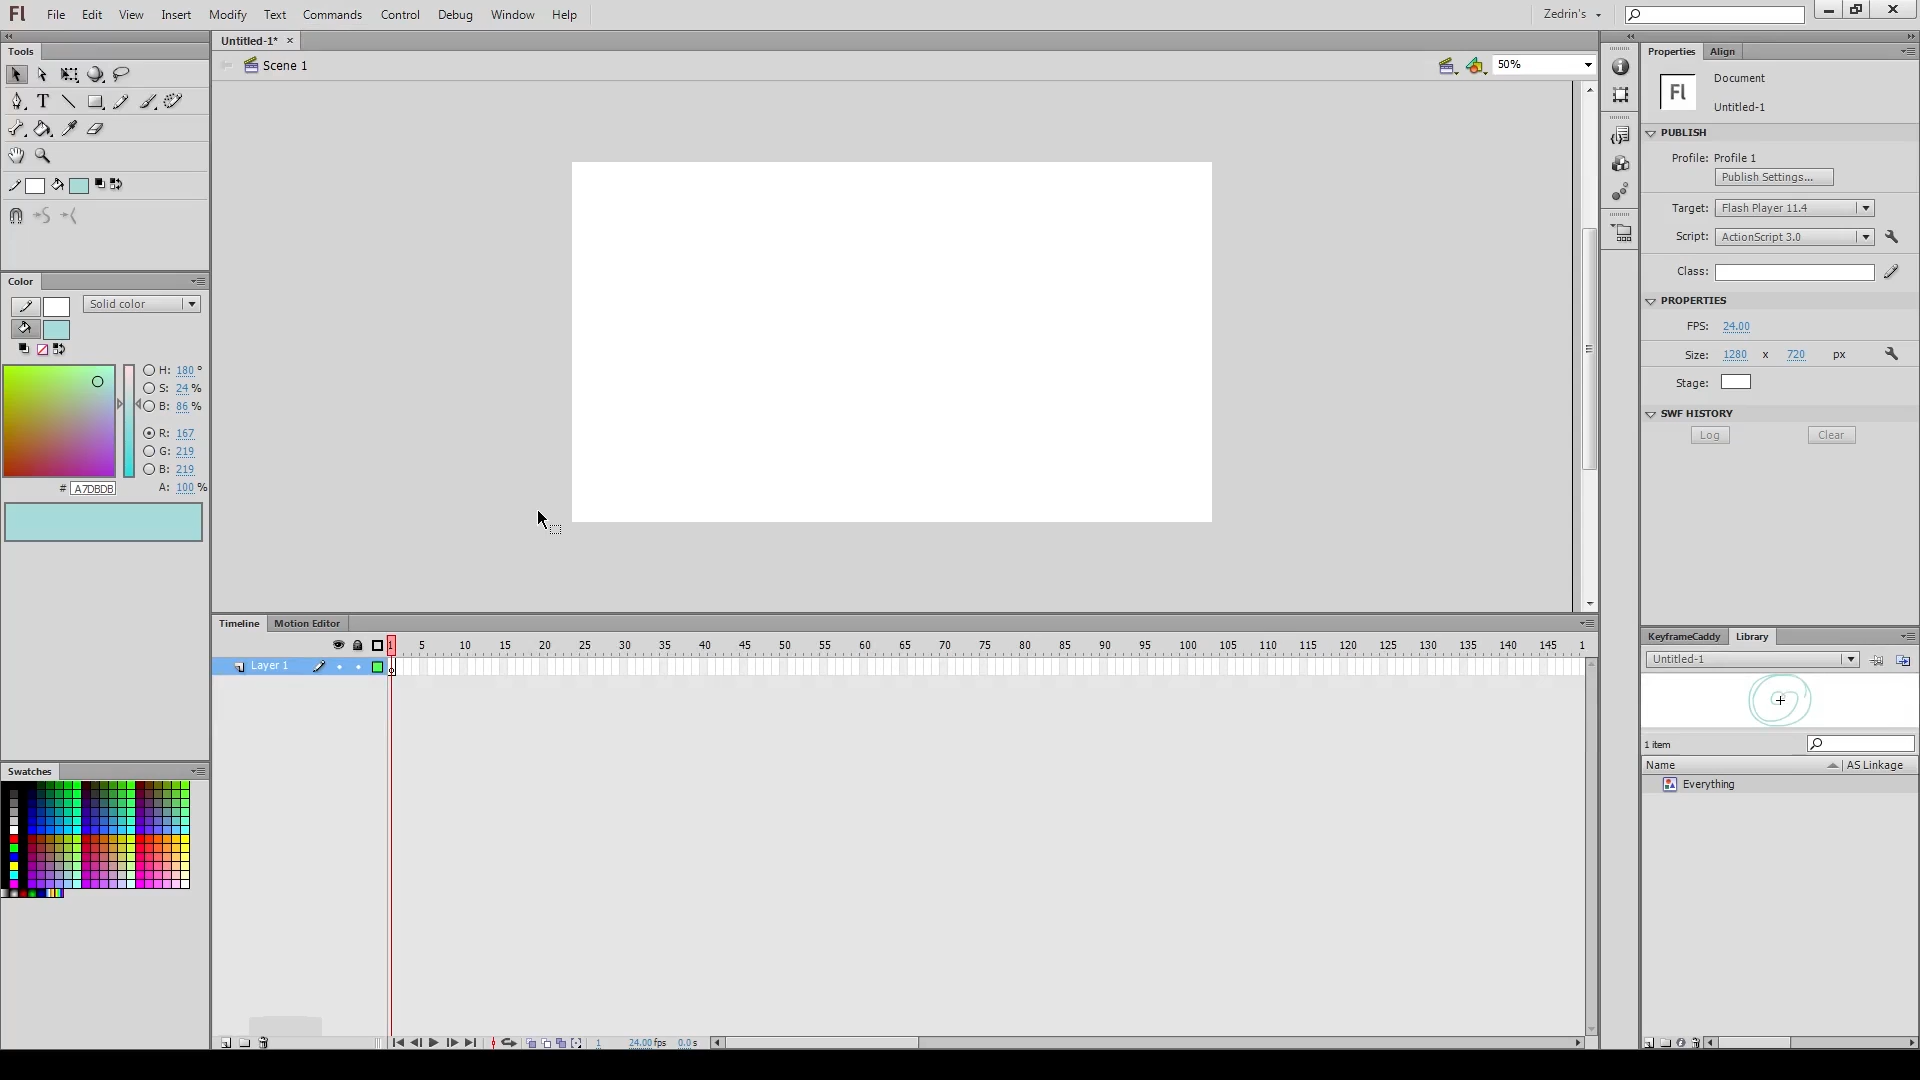 Fl File Edit View Insert Modify Text Commands Control Debug Window Help Zedrin's
Tools
Untitled-1*
Scene 1
50%
Properties Align
Fl
Document
Untitled-1
PUBLISH
Profile: Profile 1
Publish Settings...
Target: Flash Player 11.4
Script: ActionScript 3.0
Class:
PROPERTIES
FPS: 24.00
Size: 1280 x 720 px
Stage:
SWF HISTORY
Log Clear
Color
Solid color
H: 180 °
S: 24 %
B: 86 %
R: 167
G: 219
B: 219
# A7DBDB A: 100 %
Swatches
Timeline Motion Editor
1 5 10 15 20 25 30 35 40 45 50 55 60 65 70 75 80 85 90 95 100 105 110 115 120 125 130 135 140 145 1
Layer 1
1 24.00 fps 0.0 s
KeyframeCaddy Library
Untitled-1
1 item
Name AS Linkage
Everything